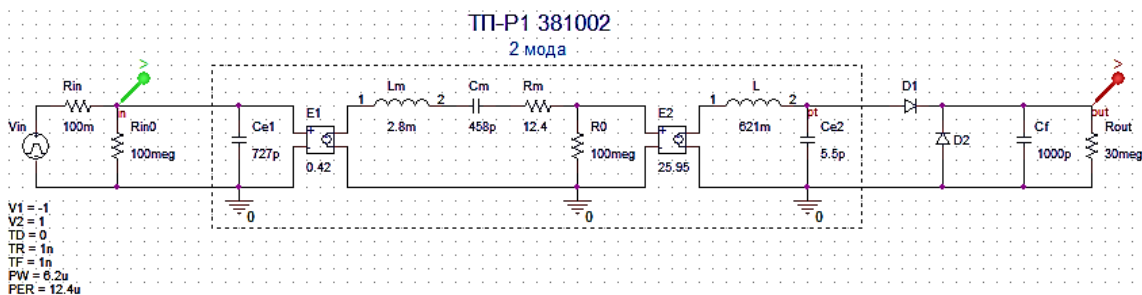 ТП-Р1 381002
2 мода
Rin
100m
in
Vin
Rin0
100meg
Ce1
727p
E1
0.42
1
Lm
2
2.8m
Cm
458p
Rm
12.4
R0
100meg
E2
25.95
1
L
2
621m
pt
Ce2
5.5p
D1
D2
Cf
1000p
out
Rout
30meg
0
0
0
V1 = -1
V2 = 1
TD = 0
TR = 1n
TF = 1n
PW = 6.2u
PER = 12.4u